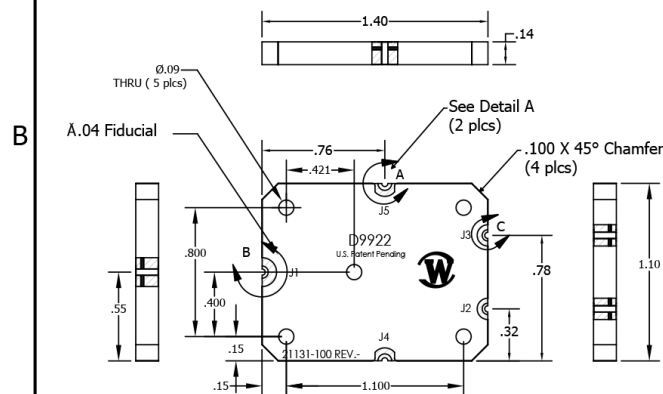 1.40
.14
Ø.09
THRU ( 5 plcs)
See Detail A
(2 plcs)
B
Ă.04 Fiducial
.76
.100 X 45° Chamfer
(4 plcs)
.421
A
J5
J3
C
D9922
U.S. Patent Pending
B
J1
W
.800
.400
.55
.78
1.10
J2
.32
.15
J4
21131-100 REV.-
.15
1.100